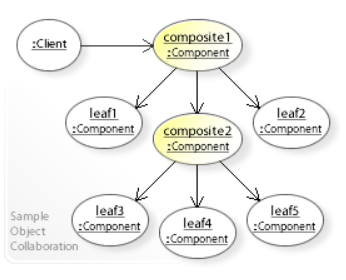 :Client
composite1
:Component
leaf1
:Component
leaf2
:Component
composite2
:Component
leaf3
:Component
leaf4
:Component
leaf5
:Component
Sample
Object
Collaboration